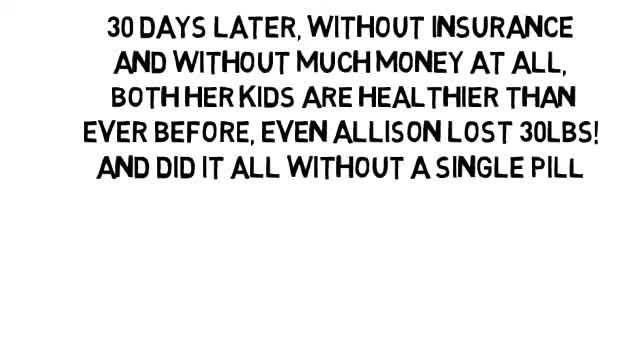 30 DAYS LATER, WITHOUT INSURANCE
AND WITHOUT MUCH MONEY AT ALL,
BOTH HER KIDS ARE HEALTHIER THAN
EVER BEFORE, EVEN ALLISON LOST 30LBS!
AND DID IT ALL WITHOUT A SINGLE PILL